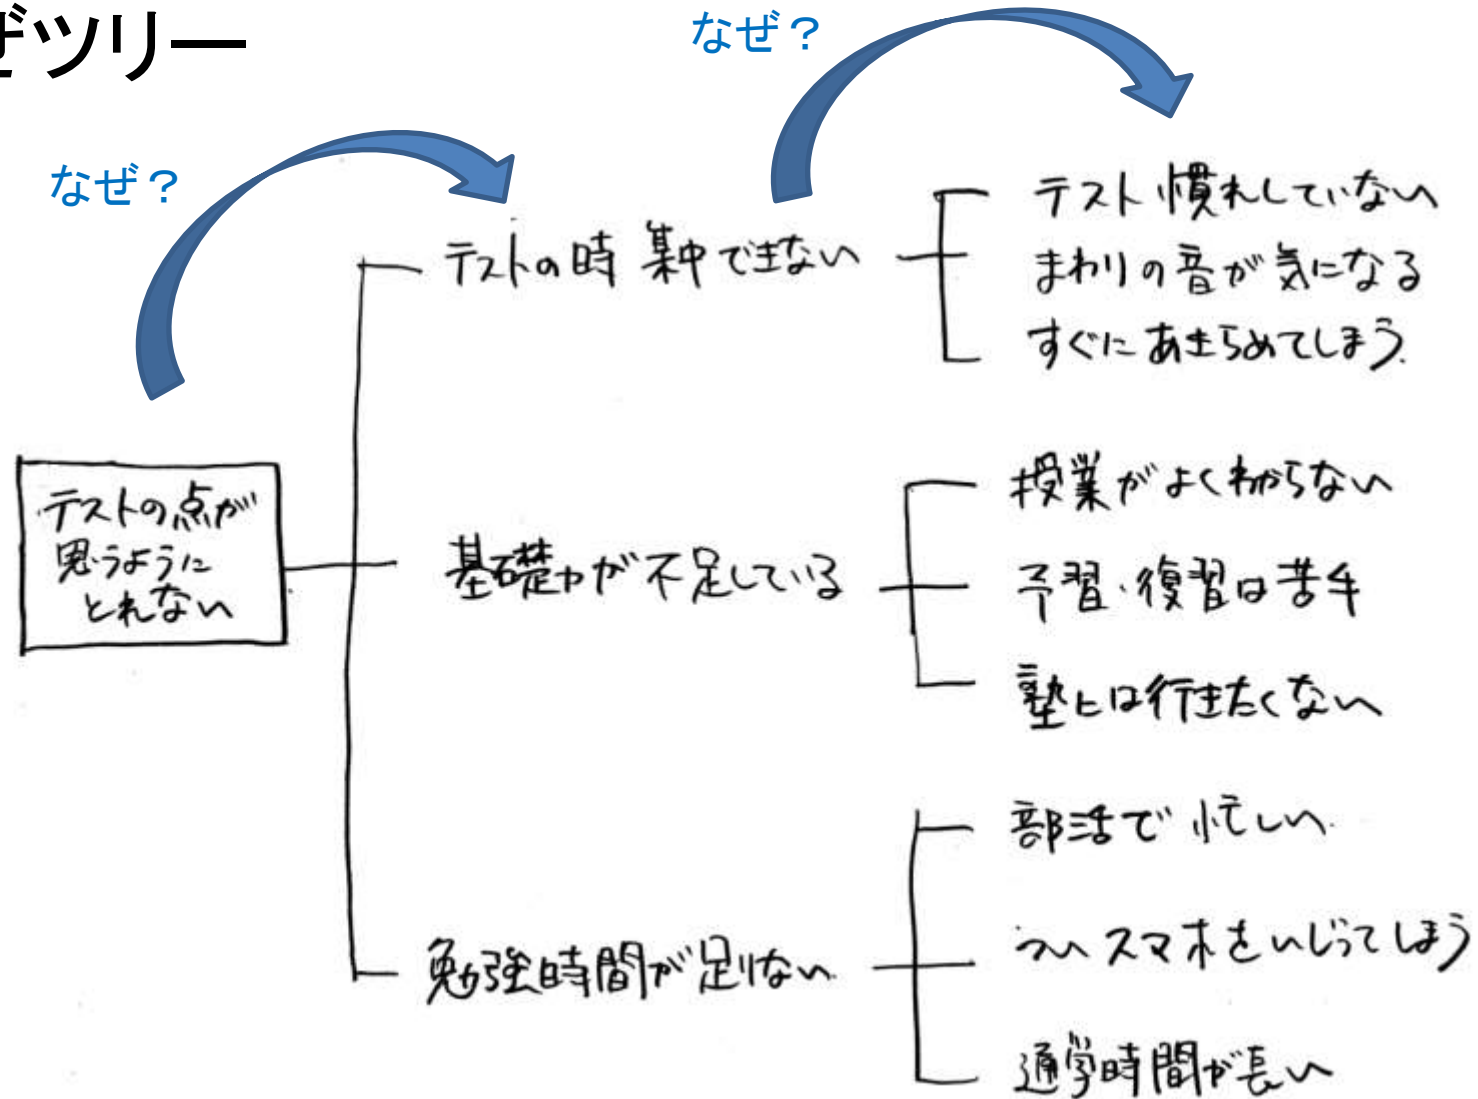 ぜツリー
なぜ？
なぜ？
テストの点が
思うように
とれない
テストの時 集中できない
テスト慣れしていない
まわりの音が気になる
すぐにあきらめてしまう.
基礎力が不足している
授業がよくわからない
予習・復習は苦手
塾には行きたくない
勉強時間が足りない
部活で忙しい
ついスマホをいじってしまう
通学時間が長い